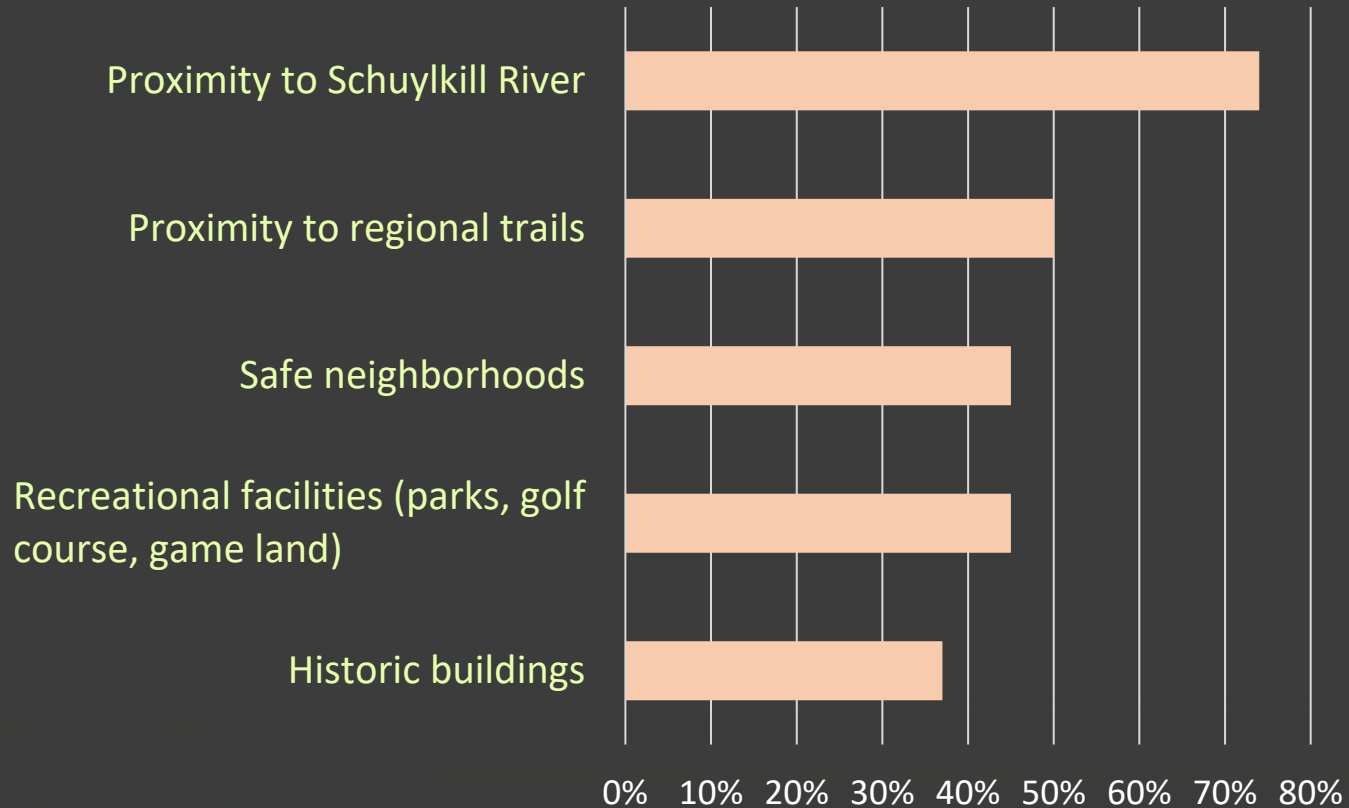 Proximity to Schuylkill River
Proximity to regional trails
Safe neighborhoods
Recreational facilities (parks, golf
course, game land)
Historic buildings
0% 10% 20% 30% 40% 50% 60% 70% 80%